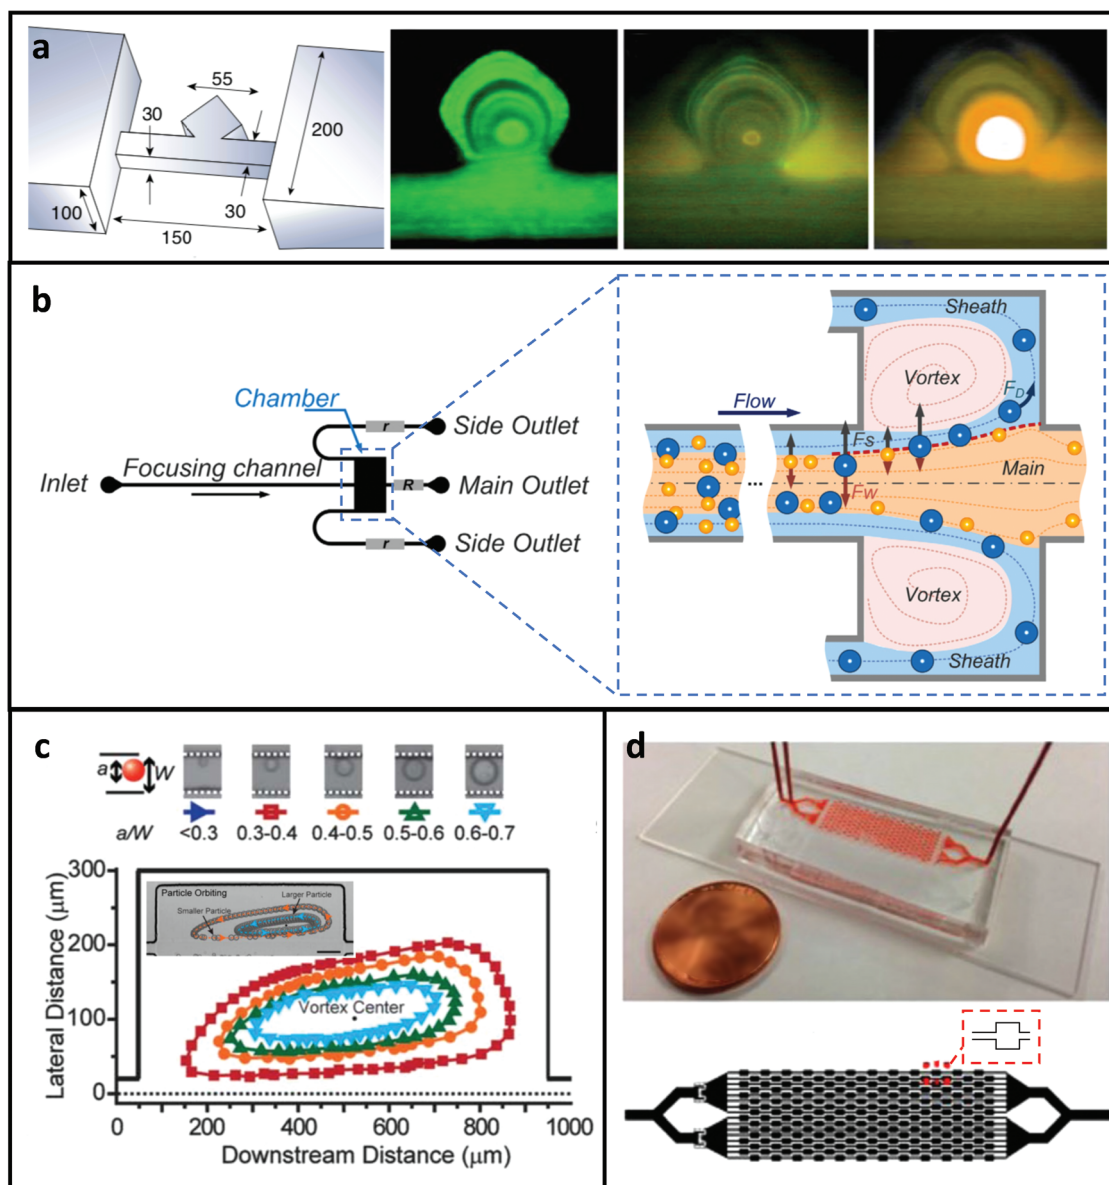 a
55
30
200
100
150
30
b
Chamber
r
Side Outlet
Inlet
Focusing channel
R
Main Outlet
r
Side Outlet
Sheath
Vortex
F_D
Flow
Fs
...
Main
Fw
Vortex
Sheath
c
a
W
a/W
<0.3
0.3-0.4
0.4-0.5
0.5-0.6
0.6-0.7
Lateral Distance (μm)
300
200
100
0
Particle Orbiting
Larger Particle
Smaller Particle
Vortex Center
0
200
400
600
800
1000
Downstream Distance (μm)
d